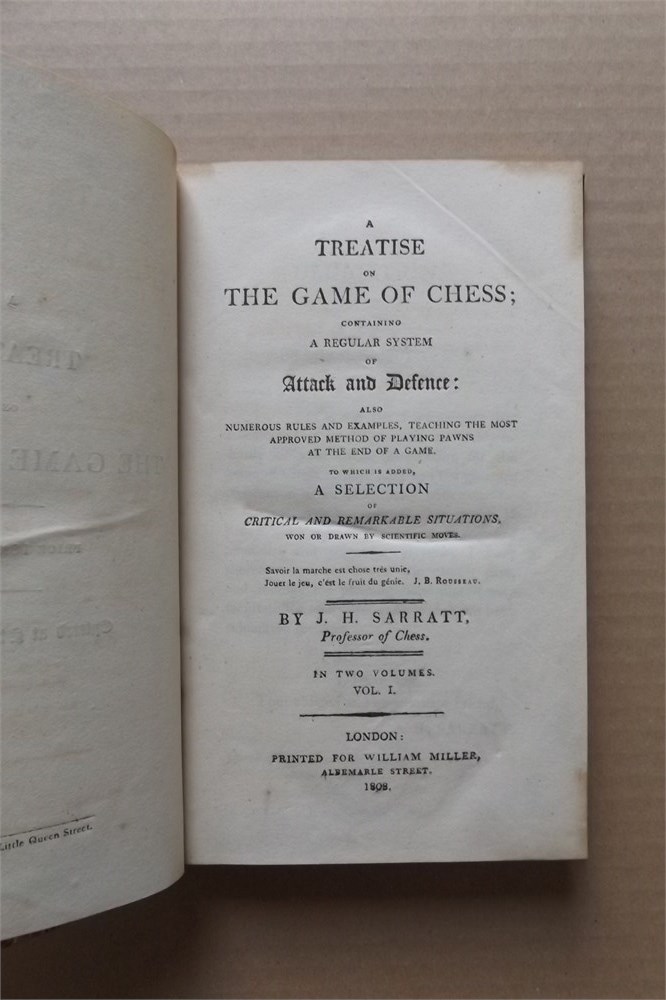 Little Queen Street.
A
TREATISE
ON
THE GAME OF CHESS;
CONTAINING
A REGULAR SYSTEM
OF
Attack and Defence:
ALSO
NUMEROUS RULES AND EXAMPLES, TEACHING THE MOST
APPROVED METHOD OF PLAYING PAWNS
AT THE END OF A GAME.
TO WHICH IS ADDED,
A SELECTION
OF
CRITICAL AND REMARKABLE SITUATIONS,
WON OR DRAWN BY SCIENTIFIC MOVES.
Savoir la marche est chose très unie,
Jouer le jeu, c'ést le fruit du génie. J. B. ROUSSEAU.
BY J. H. SARRATT,
Professor of Chess.
IN TWO VOLUMES.
VOL. I.
LONDON:
PRINTED FOR WILLIAM MILLER,
ALBEMARLE STREET.
1808.